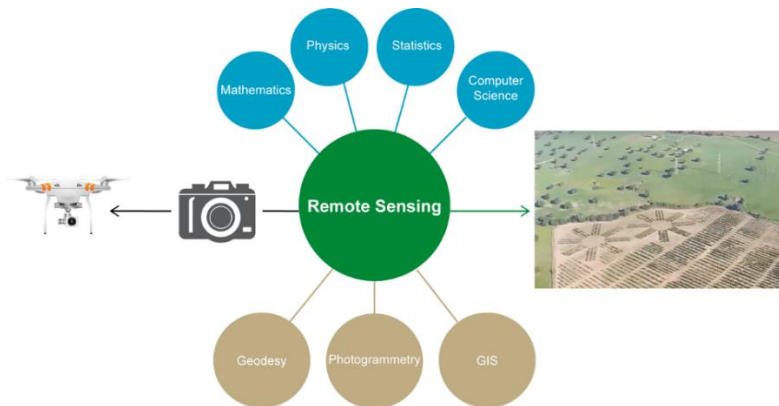 Physics
Statistics
Mathematics
Computer
Science
Remote Sensing
Geodesy
Photogrammetry
GIS